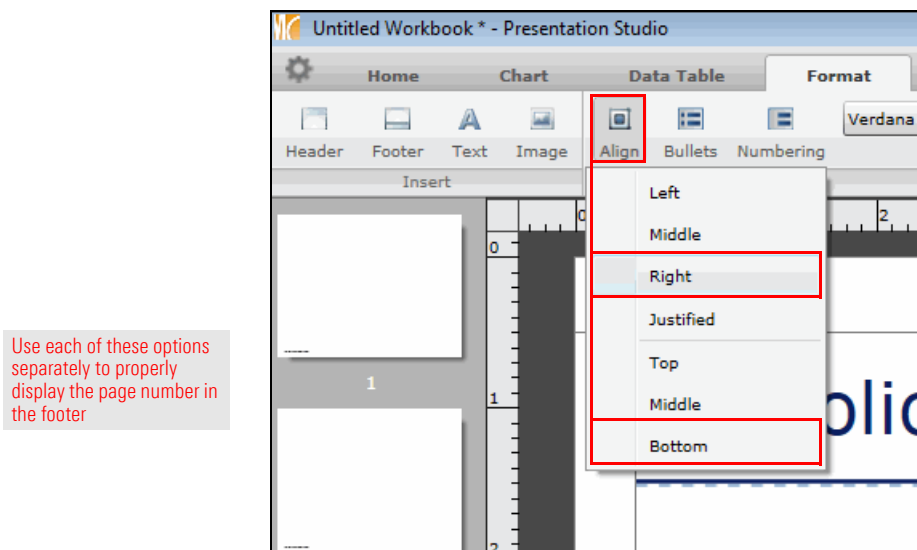 Untitled Workbook * - Presentation Studio
Home Chart Data Table Format
Verdana
Header Footer Text Image Align Bullets Numbering
Insert
Left
0 2
Middle
0
Right
Use each of these options
separately to properly
display the page number in
the footer
Justified
Top
1
1
Middle
Bottom
2